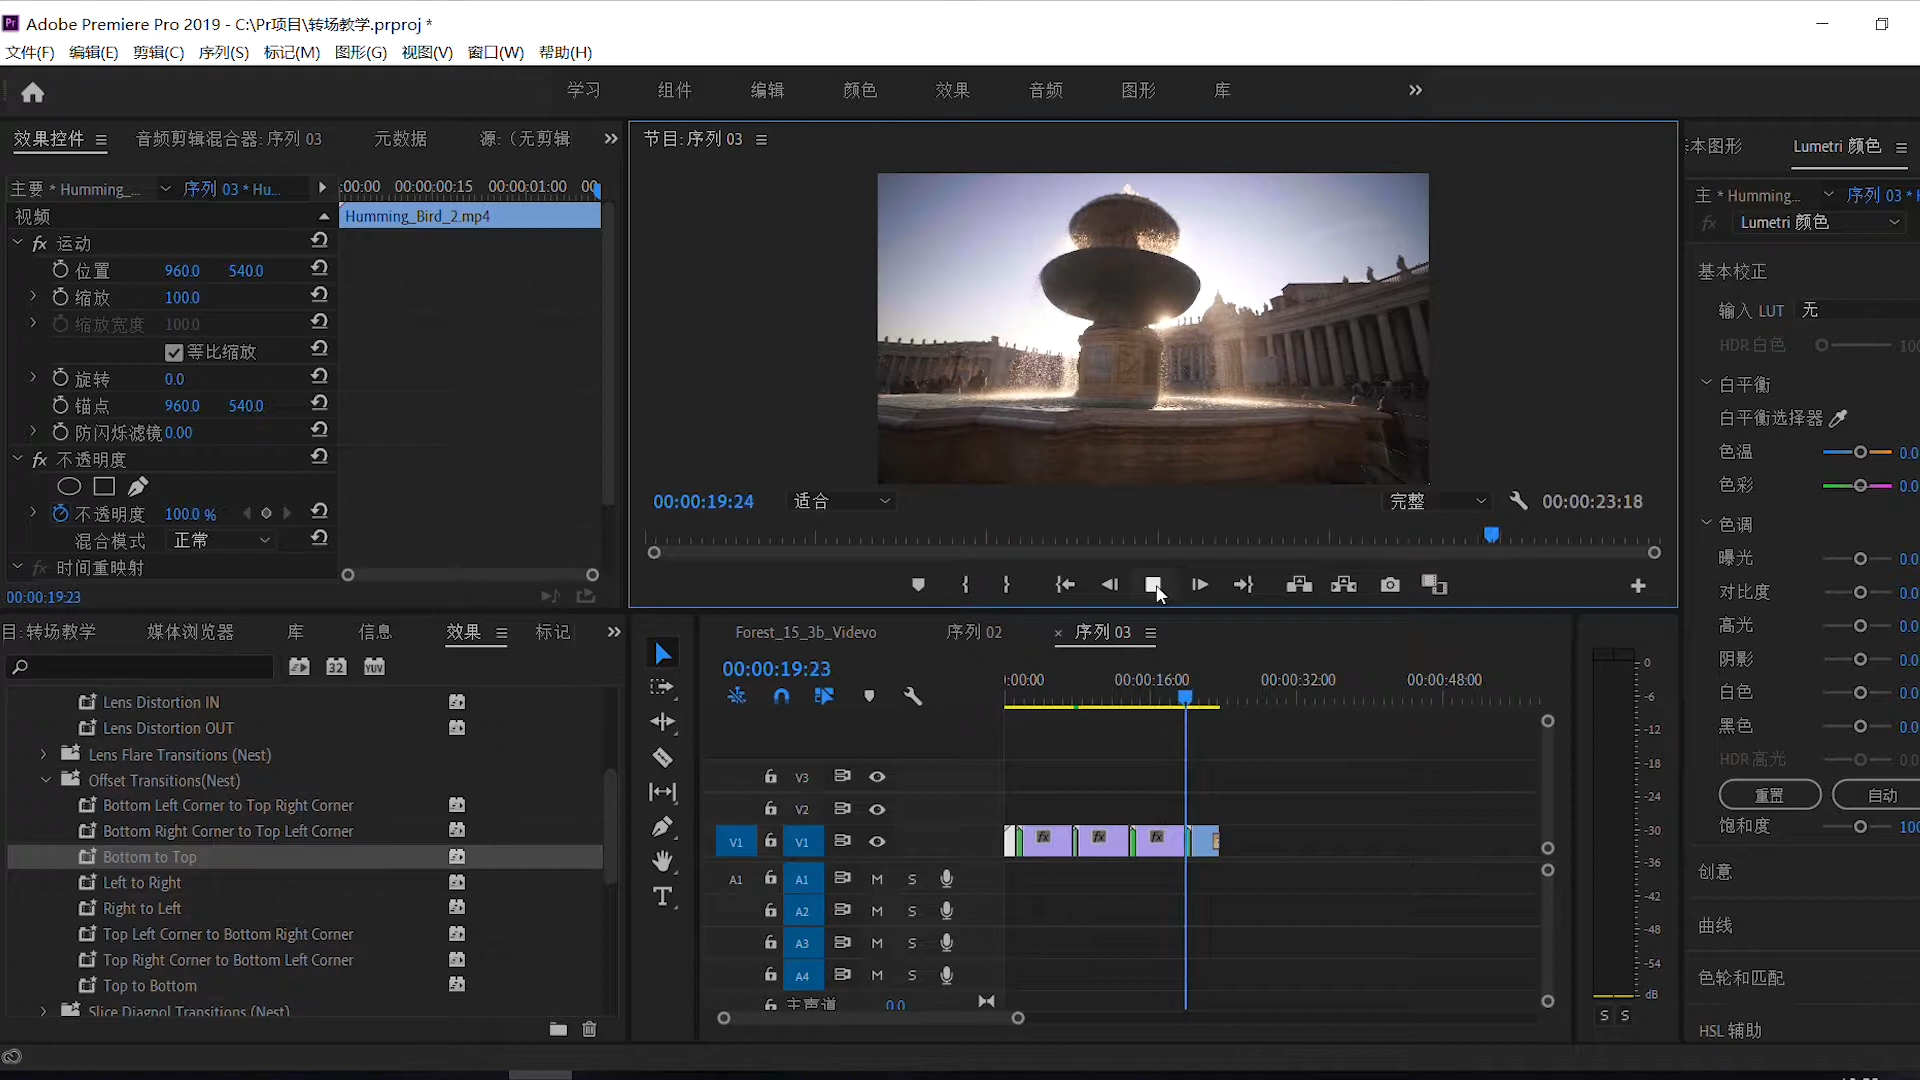 Adobe Premiere Pro 2019 - C:\Pr项目\转场教学.prproj *
文件(F) 编辑(E) 剪辑(C) 序列(S) 标记(M) 图形(G) 视图(V) 窗口(W) 帮助(H)
学习 组件 编辑 颜色 效果 音频 图形 库
效果控件 音频剪辑混合器: 序列 03 元数据 源:（无剪辑
主要 * Humming_... 序列 03 * Hu...
:00:00 00:00:00:15 00:00:01:00 00
视频
Humming_Bird_2.mp4
fx 运动
位置 960.0 540.0
缩放 100.0
缩放宽度 100.0
等比缩放
旋转 0.0
锚点 960.0 540.0
防闪烁滤镜 0.00
fx 不透明度
不透明度 100.0 %
混合模式 正常
fx 时间重映射
00:00:19:23
节目: 序列 03
00:00:19:24 适合 完整 00:00:23:18
本图形 Lumetri 颜色
主 * Humming... 序列 03 *
fx Lumetri 颜色
基本校正
输入 LUT 无
HDR 白色 100
白平衡
白平衡选择器
色温 0.0
色彩 0.0
色调
曝光 0.0
对比度 0.0
高光 0.0
阴影 0.0
白色 0.0
黑色 0.0
HDR 高光 0.0
重置 自动
饱和度 100
创意
曲线
色轮和匹配
HSL 辅助
目: 转场教学 媒体浏览器 库 信息 效果 标记
32 YUV
Lens Distortion IN
Lens Distortion OUT
Lens Flare Transitions (Nest)
Offset Transitions(Nest)
Bottom Left Corner to Top Right Corner
Bottom Right Corner to Top Left Corner
Bottom to Top
Left to Right
Right to Left
Top Left Corner to Bottom Right Corner
Top Right Corner to Bottom Left Corner
Top to Bottom
Slice Diagnol Transitions (Nest)
Forest_15_3b_Videvo 序列 02 × 序列 03
00:00:19:23
:00:00 00:00:16:00 00:00:32:00 00:00:48:00
V3
V2
V1 V1 fx fx fx
A1 A1 M S
A2 M S
A3 M S
A4 M S
主声道 0.0
0
-6
-12
-18
-24
-30
-36
-42
-48
-54
dB
S S